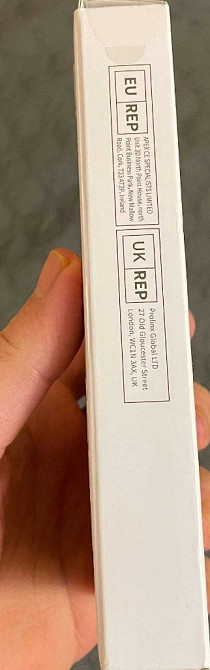 EU REP
APEX CE SPECIALISTS LIMITED
Unit 3D North Point House, north
Point Business Park, New Mallow
Road, Cork, T23 AT2P, Ireland
UK REP
Prolinx Global LTD
27 Old Gloucester Street
London, WC1N 3AX, UK